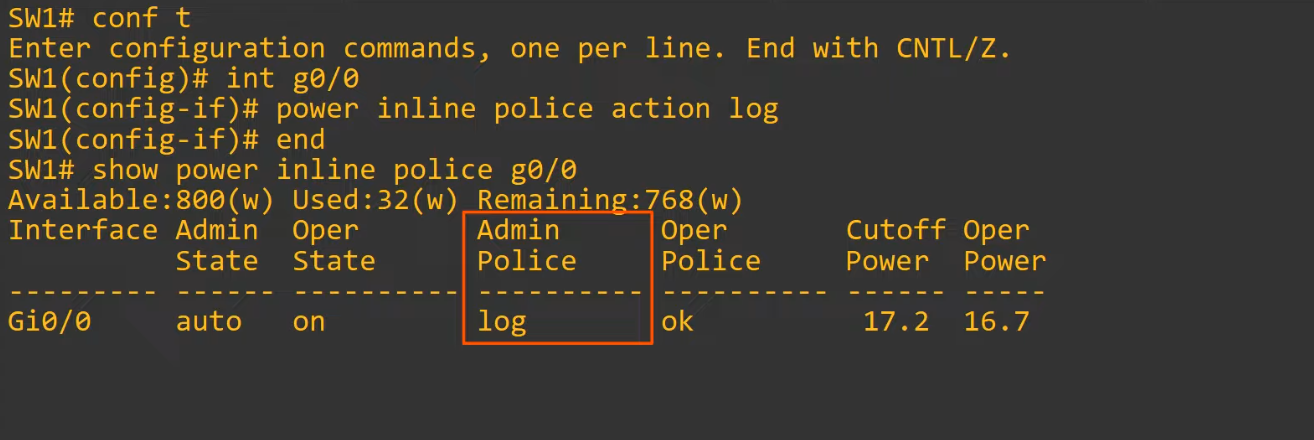 SW1# conf t
Enter configuration commands, one per line. End with CNTL/Z.
SW1(config)# int g0/0
SW1(config-if)# power inline police action log
SW1(config-if)# end
SW1# show power inline police g0/0
Available:800(w) Used:32(w) Remaining:768(w)
Interface Admin  Oper       Admin      Oper       Cutoff Oper
          State  State      Police     Police     Power  Power
--------- ------ ---------- ---------- ---------- ------ -----
Gi0/0     auto   on         log        ok          17.2  16.7